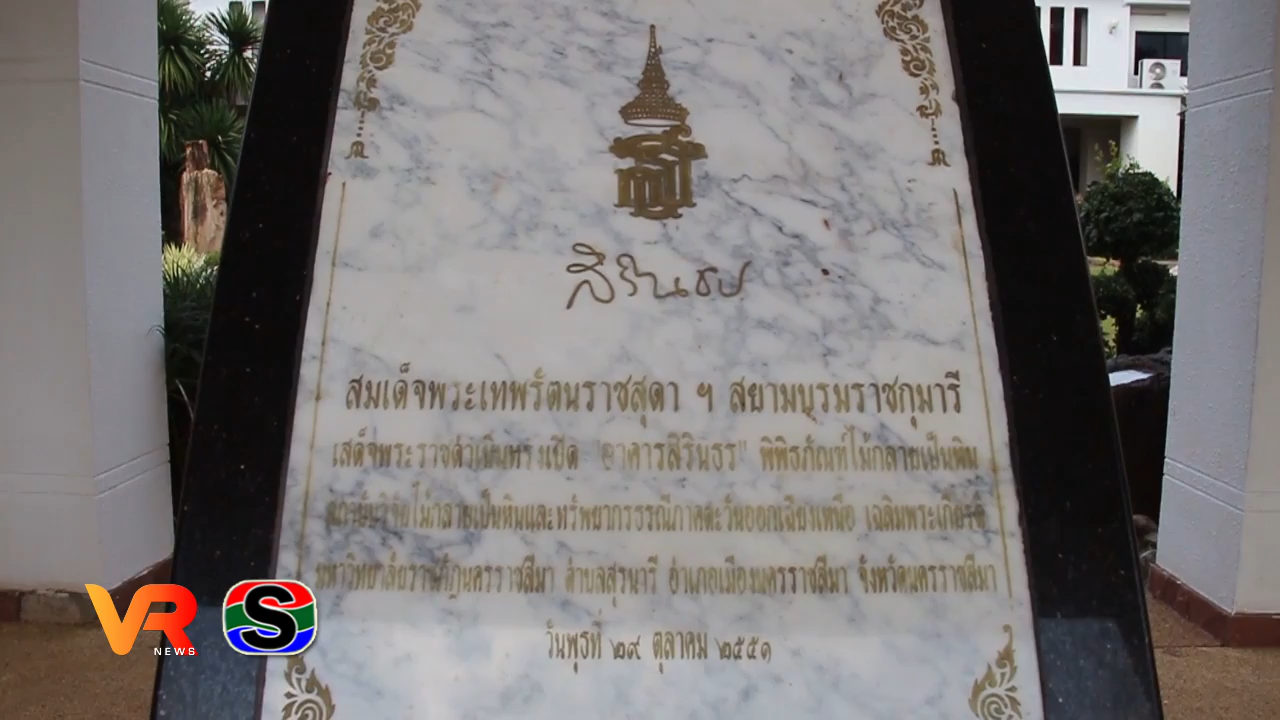 สิรินธร
สมเด็จพระเทพรัตนราชสุดา ฯ สยามบรมราชกุมารี
เสด็จพระราชดำเนินทรงเปิด "อาคารสิรินธร" พิพิธภัณฑ์ไม้กลายเป็นหิน
สถาบันวิจัยไม้กลายเป็นหินและทรัพยากรธรณีภาคตะวันออกเฉียงเหนือ เฉลิมพระเกียรติ
มหาวิทยาลัยราชภัฏนครราชสีมา ตำบลสุรนารี อำเภอเมืองนครราชสีมา จังหวัดนครราชสีมา
วันพุธที่ ๒๙ ตุลาคม ๒๕๕๑
VR NEWS
S